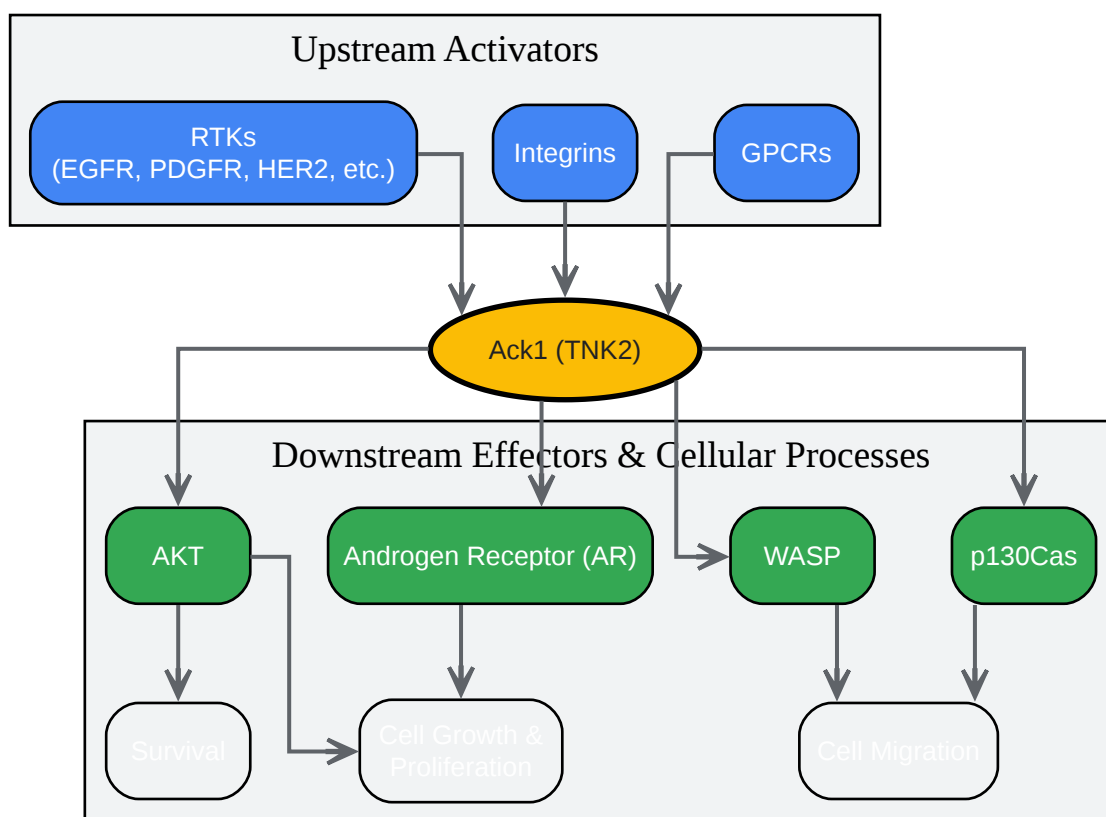 Upstream Activators
RTKs
(EGFR, PDGFR, HER2, etc.)
Integrins
GPCRs
Ack1 (TNK2)
Downstream Effectors & Cellular Processes
AKT
Androgen Receptor (AR)
WASP
p130Cas
Survival
Cell Growth &
Proliferation
Cell Migration